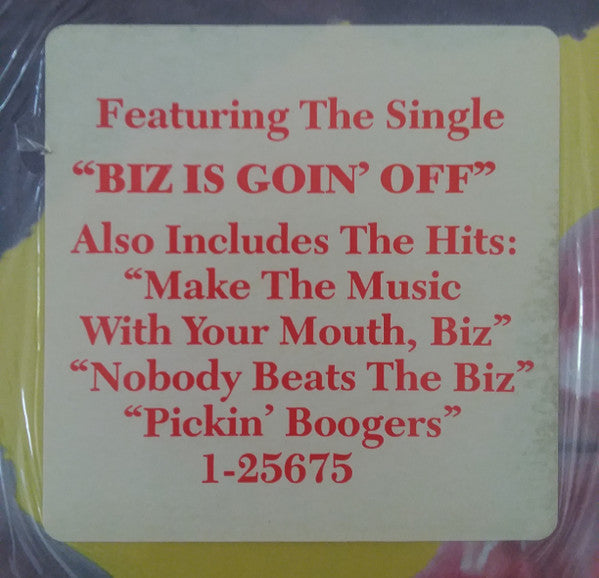 Featuring The Single
“BIZ IS GOIN’ OFF”
Also Includes The Hits:
“Make The Music
With Your Mouth, Biz”
“Nobody Beats The Biz”
“Pickin’ Boogers”
1-25675